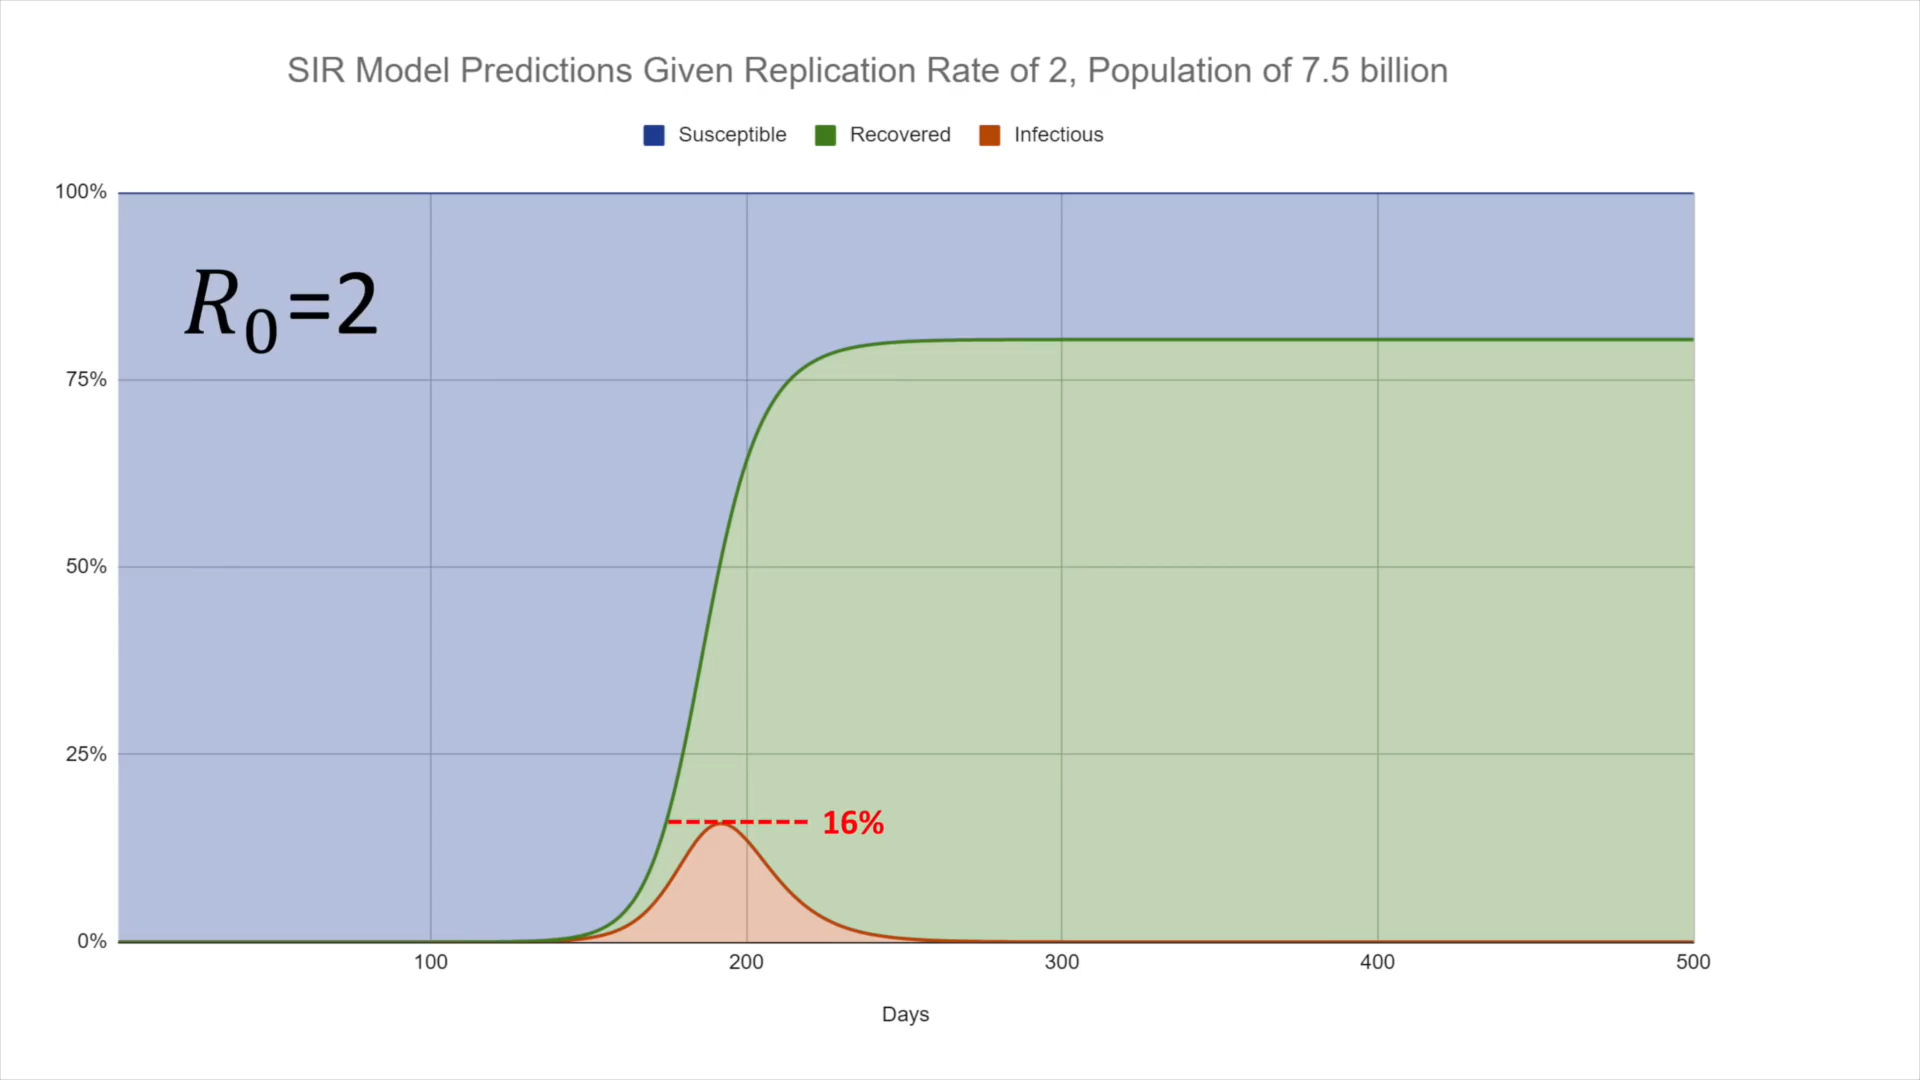 SIR Model Predictions Given Replication Rate of 2, Population of 7.5 billion
Susceptible Recovered Infectious
100%
R₀=2
75%
50%
25%
16%
0%
100 200 300 400 500
Days